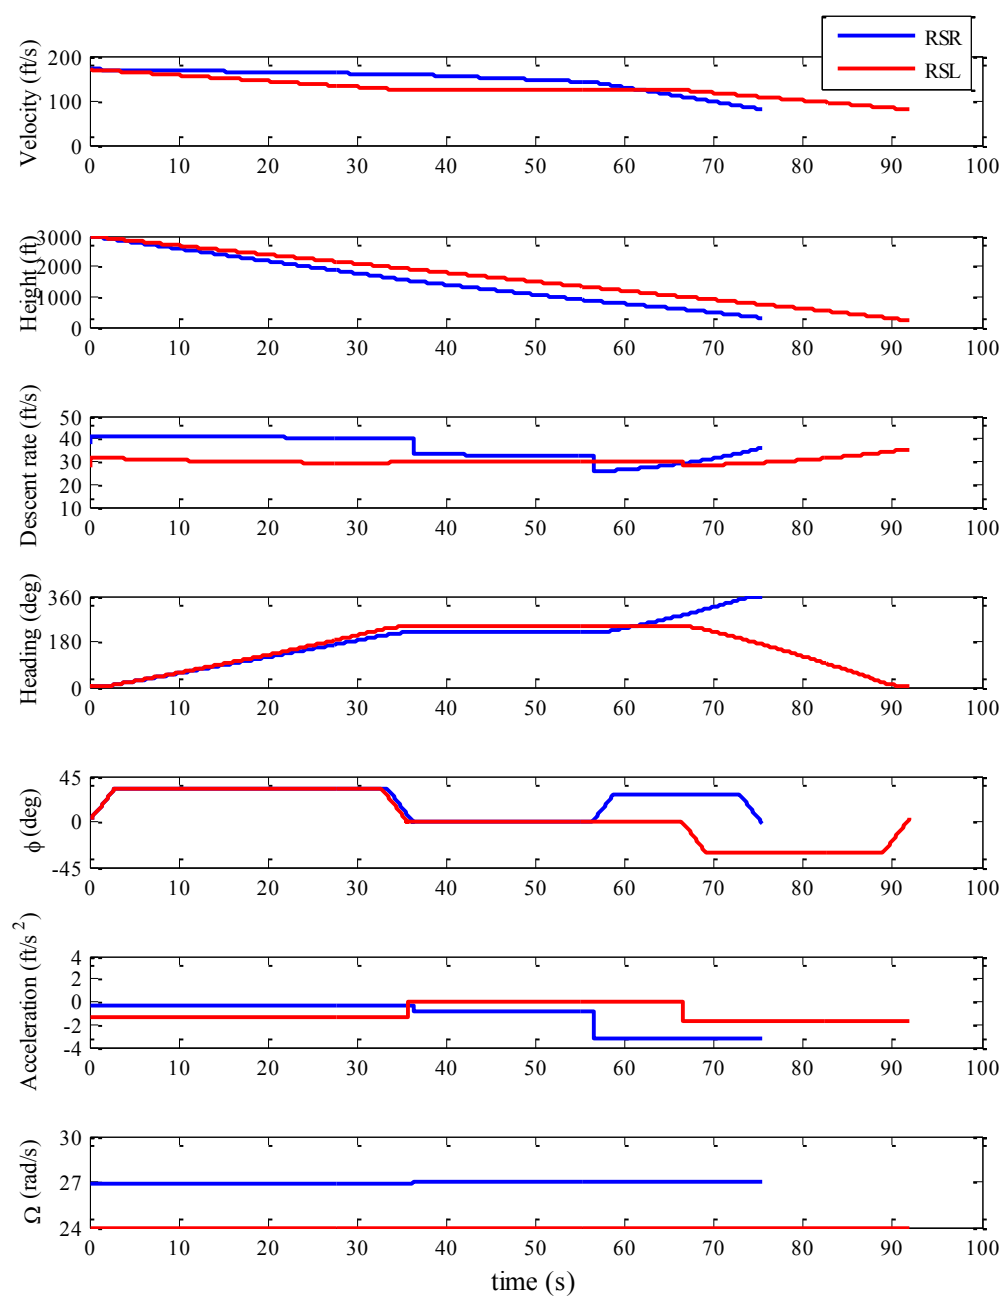 RSR
RSL
Velocity (ft/s)
200
100
0
0 10 20 30 40 50 60 70 80 90 100
Height (ft)
3000
2000
1000
0
0 10 20 30 40 50 60 70 80 90 100
Descent rate (ft/s)
50
40
30
20
10
0 10 20 30 40 50 60 70 80 90 100
Heading (deg)
360
180
0
0 10 20 30 40 50 60 70 80 90 100
ϕ (deg)
45
0
-45
0 10 20 30 40 50 60 70 80 90 100
Acceleration (ft/s²)
4
2
0
-2
-4
0 10 20 30 40 50 60 70 80 90 100
Ω (rad/s)
30
27
24
0 10 20 30 40 50 60 70 80 90 100
time (s)